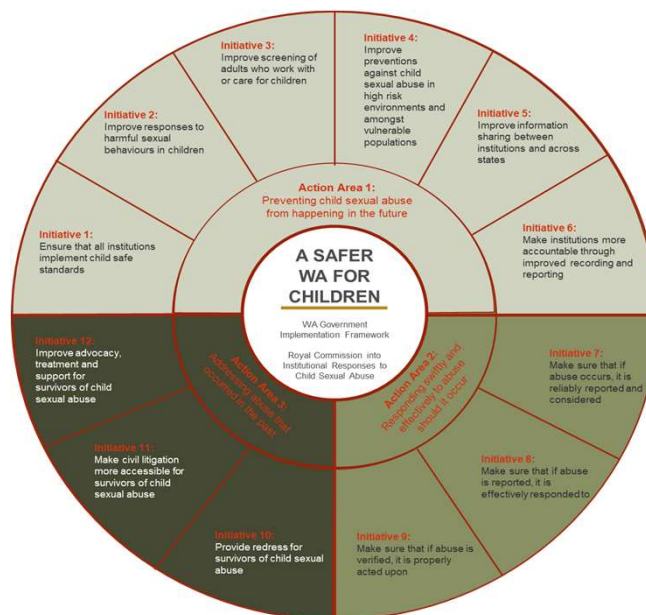 Initiative 1:
Ensure that all institutions
implement child safe
standards
Initiative 2:
Improve responses to
harmful sexual
behaviours in children
Initiative 3:
Improve screening of
adults who work with
or care for children
Initiative 4:
Improve
preventions
against child
sexual abuse in
high risk
environments and
amongst
vulnerable
populations
Initiative 5:
Improve information
sharing between
institutions and across
states
Initiative 6:
Make institutions more
accountable through
improved recording and
reporting
Action Area 1:
Preventing child sexual abuse
from happening in the future
A SAFER
WA FOR
CHILDREN
WA Government
Implementation Framework
Royal Commission into
Institutional Responses to
Child Sexual Abuse
Action Area 2:
Responding swiftly and
effectively to abuse
should it occur
Initiative 7:
Make sure that if
abuse occurs, it is
reliably reported and
considered
Initiative 8:
Make sure that if abuse
is reported, it is
effectively responded to
Initiative 9:
Make sure that if abuse is
verified, it is properly
acted upon
Action Area 3:
Addressing abuse that
occurred in the past
Initiative 10:
Provide redress for
survivors of child sexual
abuse
Initiative 11:
Make civil litigation
more accessible for
survivors of child
sexual abuse
Initiative 12:
Improve advocacy,
treatment and
support for
survivors of child
sexual abuse